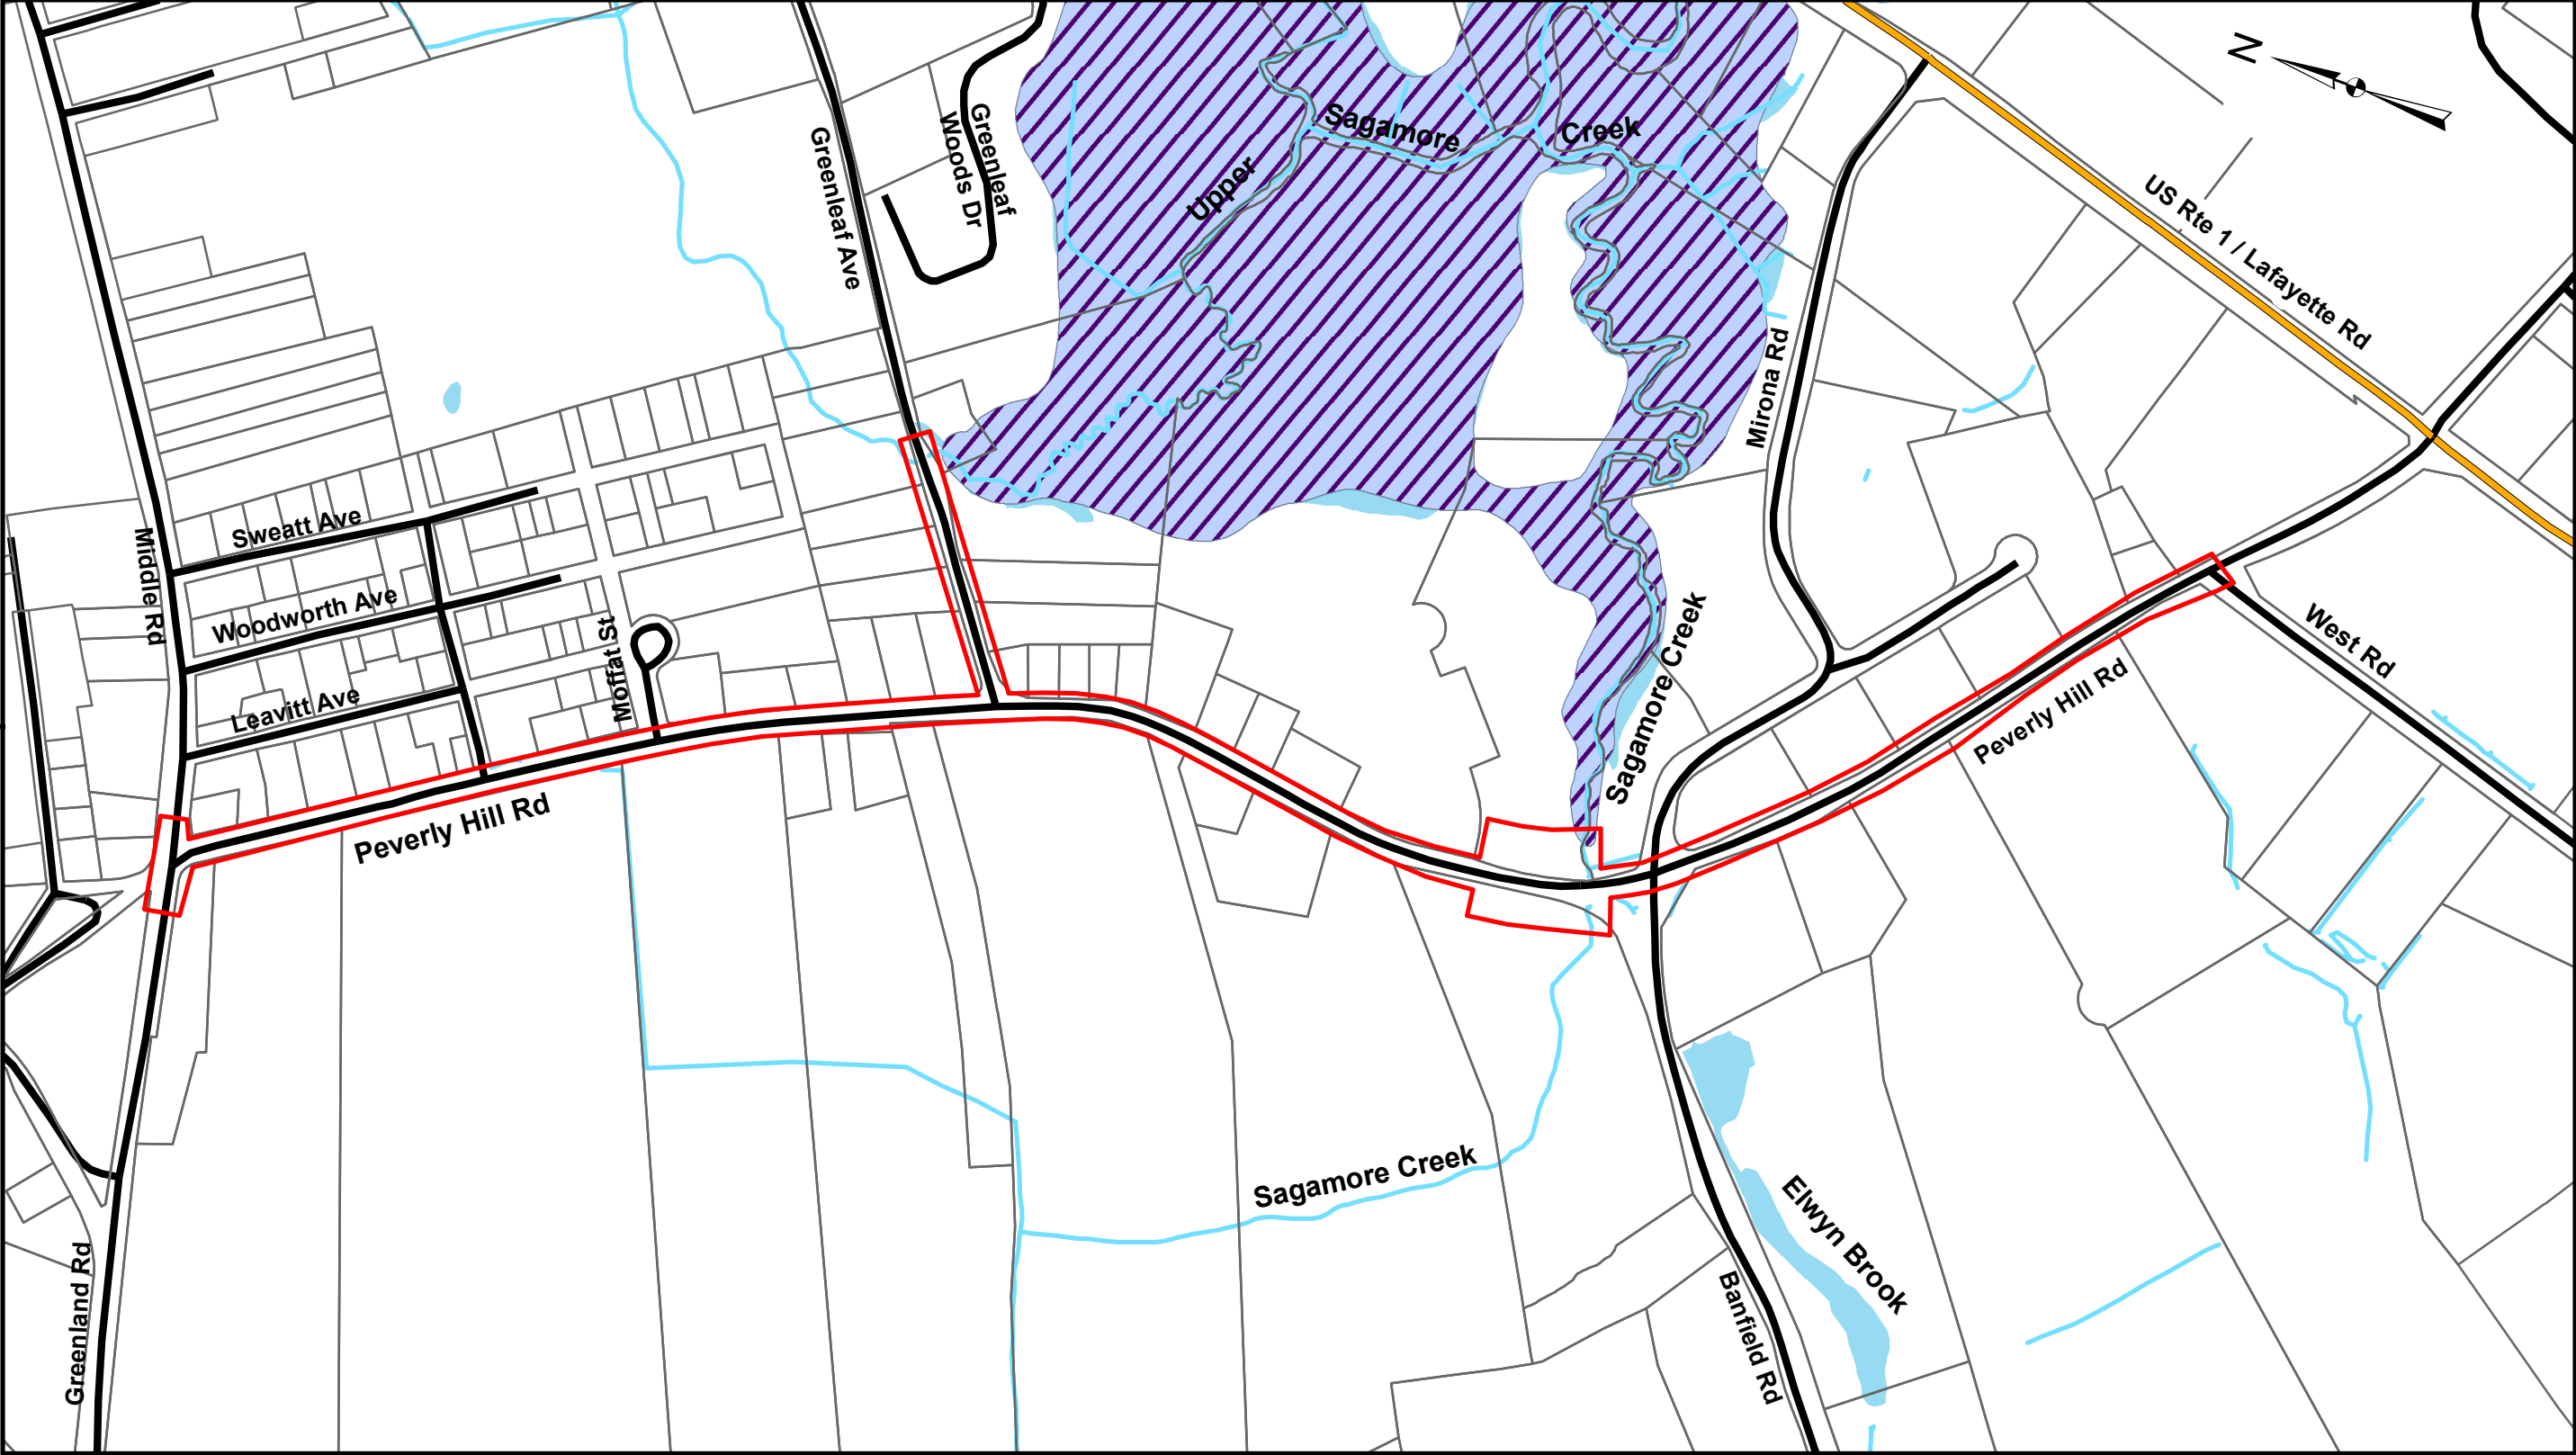 N
Greenleaf Ave
Greenleaf
Woods Dr
Upper
Sagamore
Creek
US Rte 1 / Lafayette Rd
Mirona Rd
Middle Rd
Sweatt Ave
Woodworth Ave
Leavitt Ave
Moffat St
Sagamore Creek
West Rd
Peverly Hill Rd
Peverly Hill Rd
Sagamore Creek
Elwyn Brook
Greenland Rd
Banfield Rd